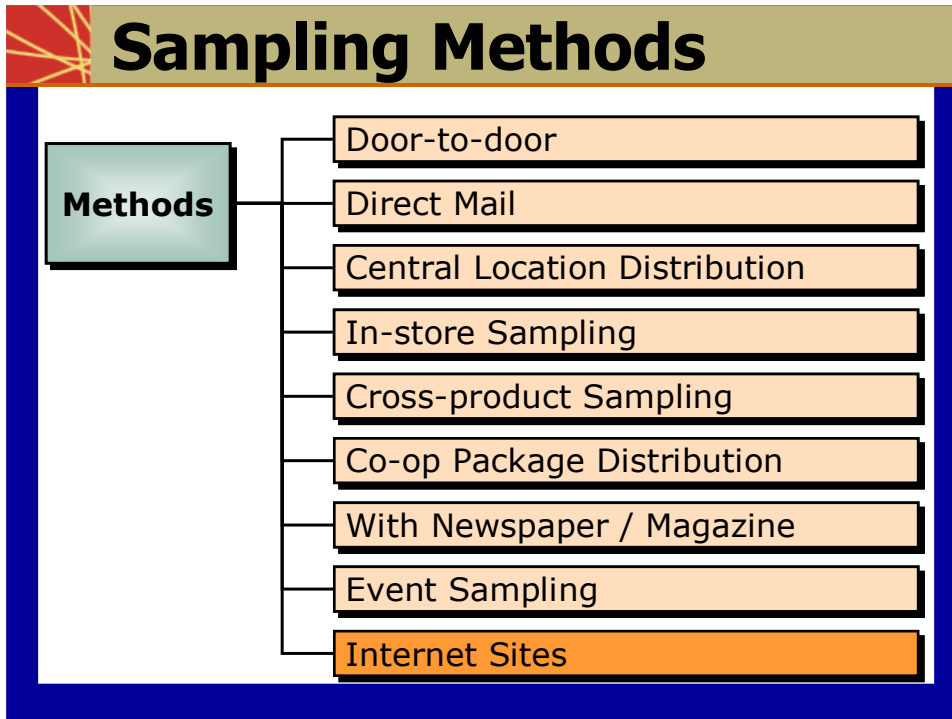 Sampling Methods
Methods
Door-to-door
Direct Mail
Central Location Distribution
In-store Sampling
Cross-product Sampling
Co-op Package Distribution
With Newspaper / Magazine
Event Sampling
Internet Sites